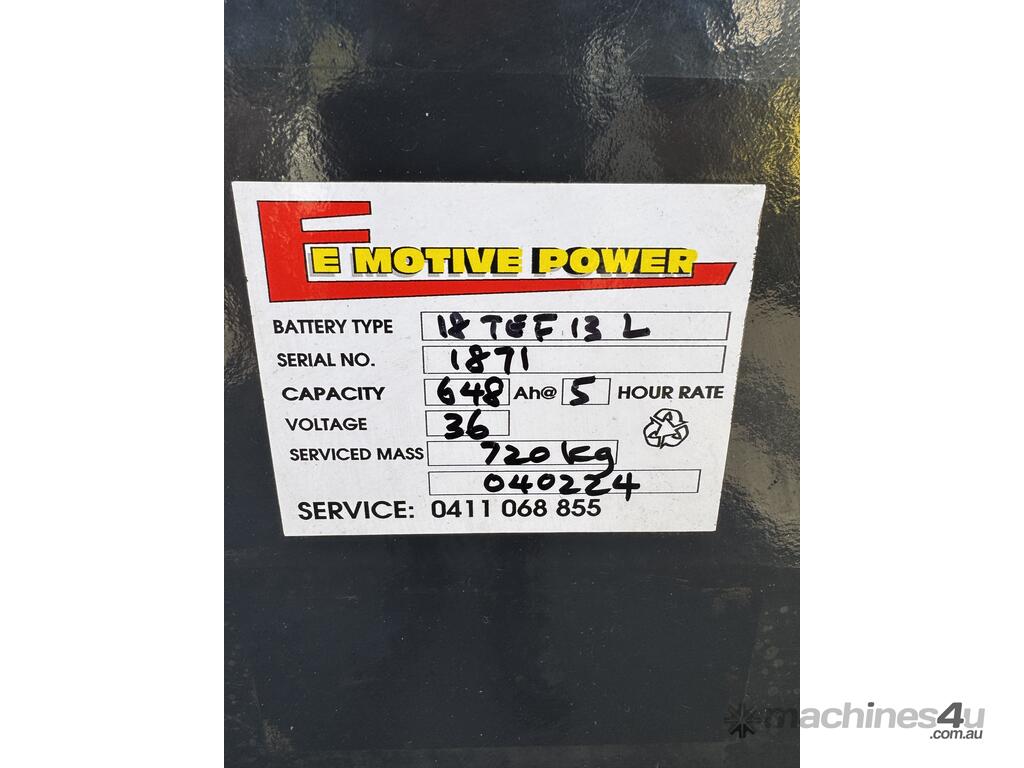 E MOTIVE POWER
BATTERY TYPE 18 TEF 13 L
SERIAL NO. 1871
CAPACITY 648 Ah@ 5 HOUR RATE
VOLTAGE 36
SERVICED MASS 720 kg
040224
SERVICE: 0411 068 855
machines4u
.com.au